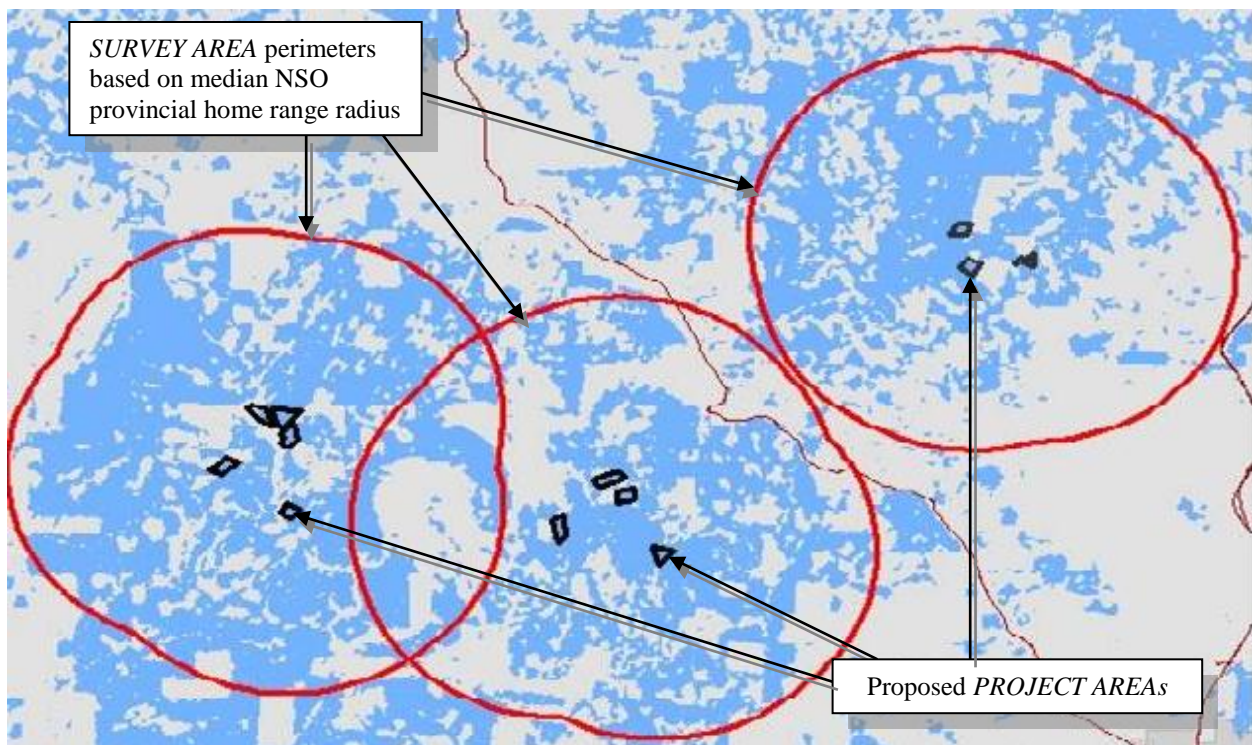 SURVEY AREA perimeters
based on median NSO
provincial home range radius
Proposed PROJECT AREAs